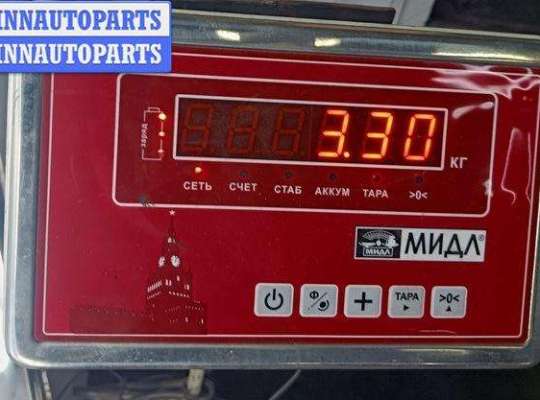 INNAUTOPARTS
INNAUTOPARTS
заряд
3.30
КГ
СЕТЬ СЧЕТ СТАБ АККУМ ТАРА >0<
МИДЛ МИДЛ®
Ф + ТАРА >0<